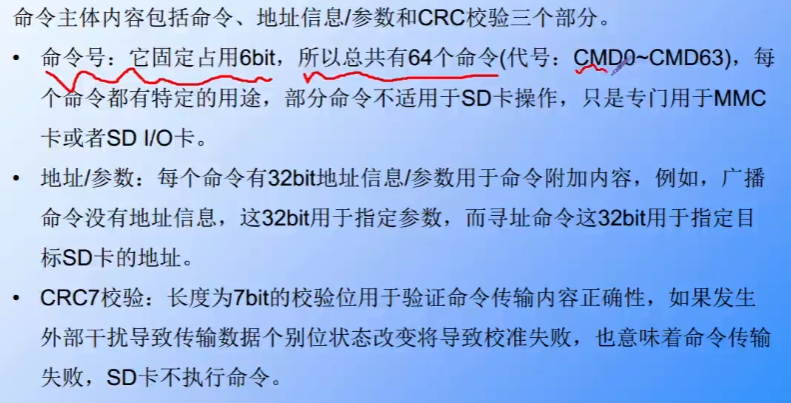 命令主体内容包括命令、地址信息/参数和CRC校验三个部分。
• 命令号：它固定占用6bit，所以总共有64个命令(代号：CMD0~CMD63)，每
个命令都有特定的用途，部分命令不适用于SD卡操作，只是专门用于MMC
卡或者SD I/O卡。
• 地址/参数：每个命令有32bit地址信息/参数用于命令附加内容，例如，广播
命令没有地址信息，这32bit用于指定参数，而寻址命令这32bit用于指定目
标SD卡的地址。
• CRC7校验：长度为7bit的校验位用于验证命令传输内容正确性，如果发生
外部干扰导致传输数据个别位状态改变将导致校准失败，也意味着命令传输
失败，SD卡不执行命令。